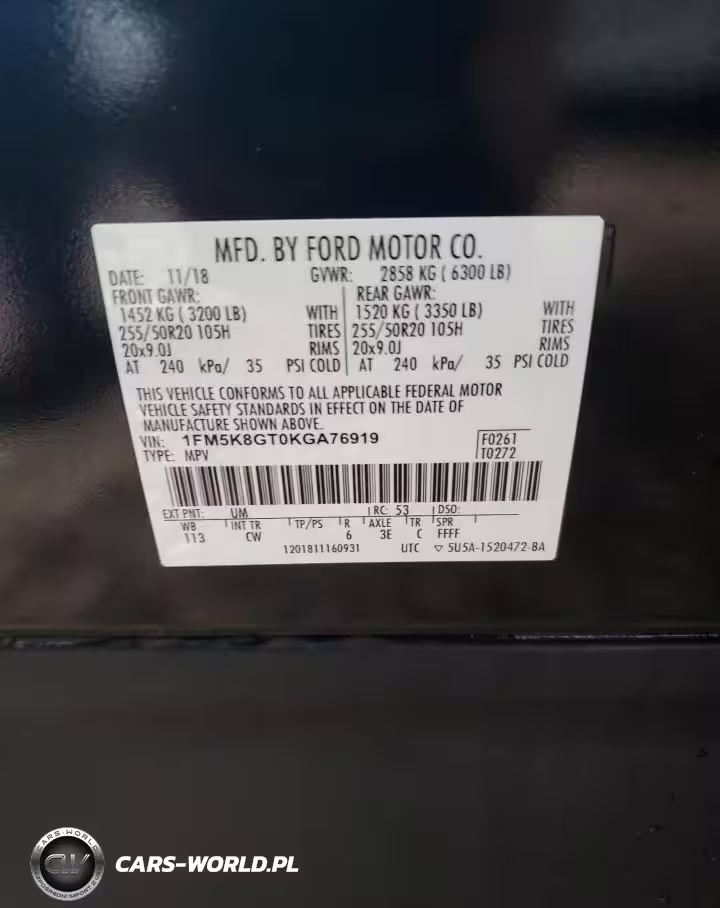 MFD. BY FORD MOTOR CO.
DATE: 11/18 GVWR: 2858 KG ( 6300 LB)
FRONT GAWR: REAR GAWR:
1452 KG ( 3200 LB) WITH 1520 KG ( 3350 LB) WITH
255/50R20 105H TIRES 255/50R20 105H TIRES
20x9.0J RIMS 20x9.0J RIMS
AT 240 kPa/ 35 PSI COLD AT 240 kPa/ 35 PSI COLD
THIS VEHICLE CONFORMS TO ALL APPLICABLE FEDERAL MOTOR
VEHICLE SAFETY STANDARDS IN EFFECT ON THE DATE OF
MANUFACTURE SHOWN ABOVE.
VIN: 1FM5K8GT0KGA76919 F0261
TYPE: MPV T0272
EXT PNT: UM RC: 53 DSO:
WB INT TR TP/PS R AXLE TR SPR
113 CW 6 3E C FFFF
1201811160931 UTC ▽ 5U5A-1520472-BA
CARS-WORLD
CW
CARS-WORLD.PL